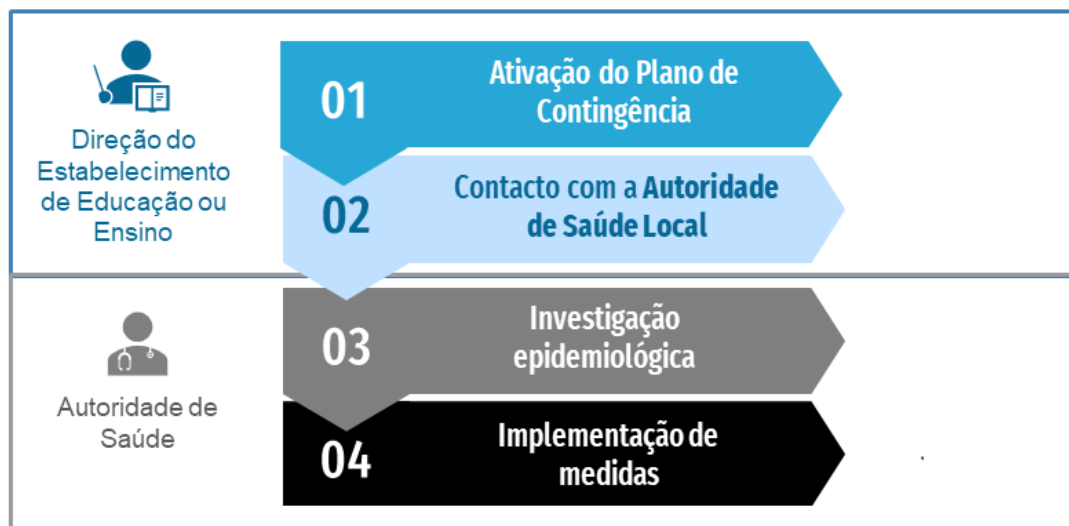 Direção do
Estabelecimento
de Educação ou
Ensino
01
Ativação do Plano de
Contingência
02
Contacto com a Autoridade
de Saúde Local
Autoridade de
Saúde
03
Investigação
epidemiológica
04
Implementação de
medidas